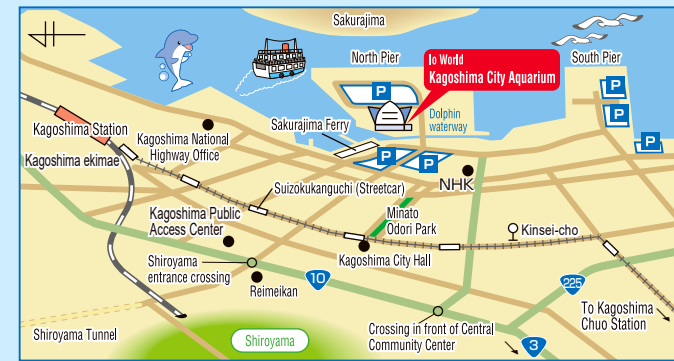 Sakurajima
North Pier
Io World
Kagoshima City Aquarium
South Pier
P
P
P
P
P
P
Dolphin
waterway
Kagoshima Station
Kagoshima National
Highway Office
Sakurajima Ferry
Kagoshima ekimae
NHK
Suizokukanguchi (Streetcar)
Kagoshima Public
Access Center
Minato
Odori Park
Kinsei-cho
Kagoshima City Hall
Shiroyama
entrance crossing
10
Reimeikan
225
To Kagoshima
Chuo Station
Shiroyama Tunnel
Shiroyama
Crossing in front of Central
Community Center
3